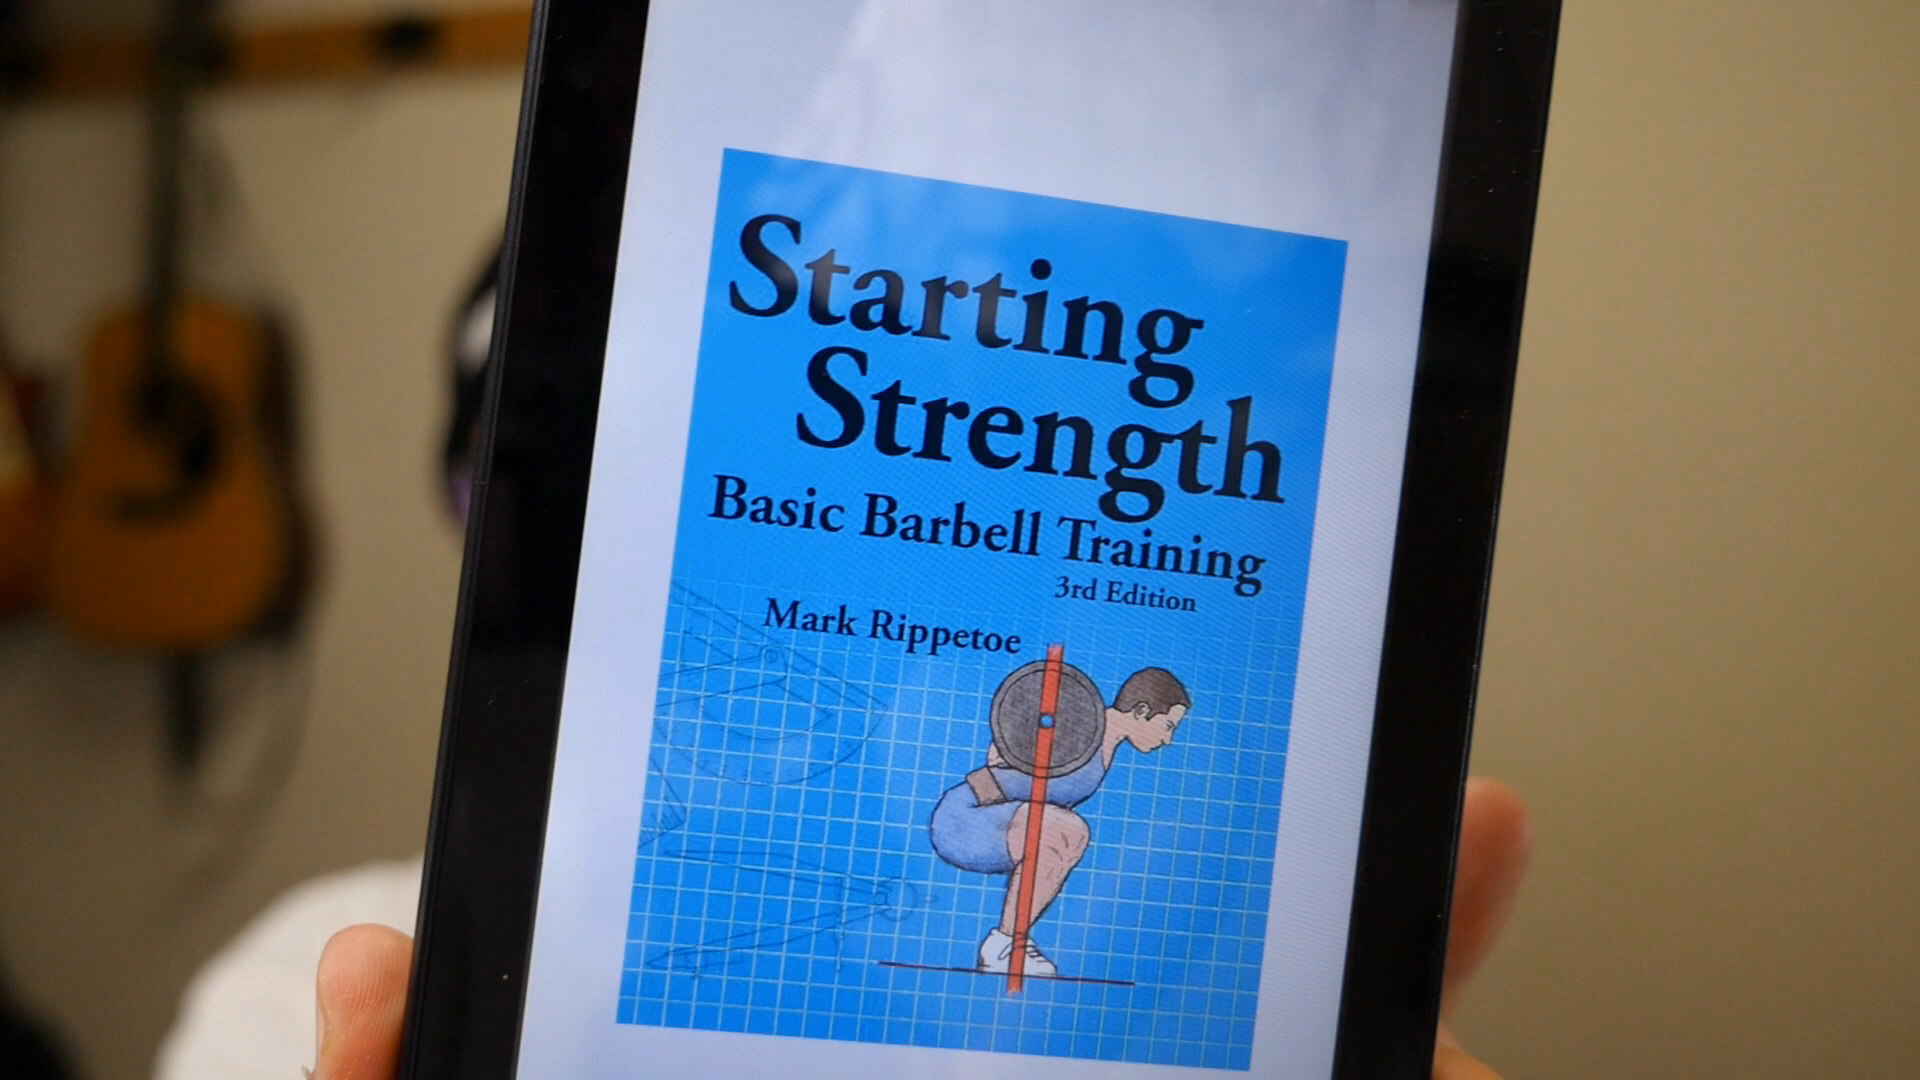 Starting
Strength
Basic Barbell Training
3rd Edition
Mark Rippetoe